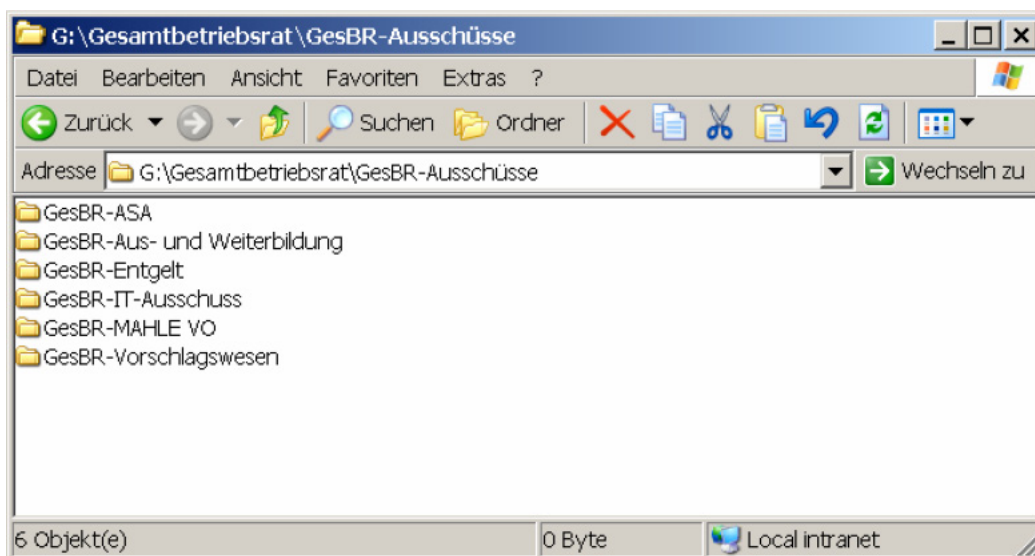 G:\Gesamtbetriebsrat\GesBR-Ausschüsse
Datei Bearbeiten Ansicht Favoriten Extras ?
Zurück Suchen Ordner
Adresse G:\Gesamtbetriebsrat\GesBR-Ausschüsse Wechseln zu
GesBR-ASA
GesBR-Aus- und Weiterbildung
GesBR-Entgelt
GesBR-IT-Ausschuss
GesBR-MAHLE VO
GesBR-Vorschlagswesen
6 Objekt(e) 0 Byte Local intranet